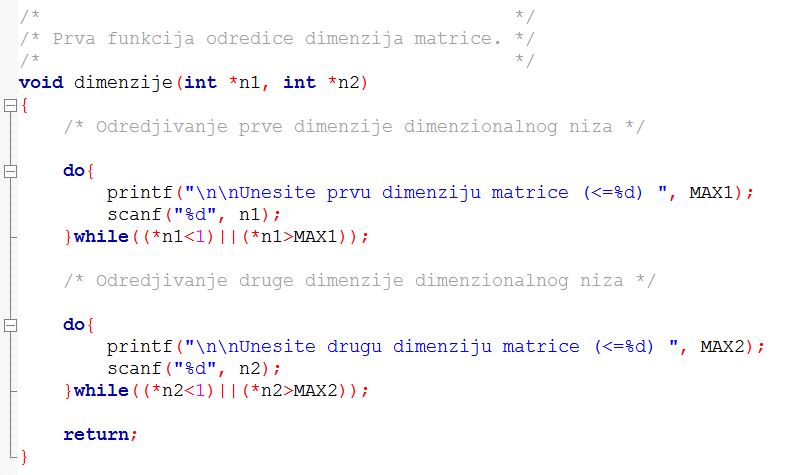 /*                                           */
/* Prva funkcija odredice dimenzija matrice. */
/*                                           */
void dimenzije(int *n1, int *n2)
{
    /* Odredjivanje prve dimenzije dimenzionalnog niza */
    do{
        printf("\n\nUnesite prvu dimenziju matrice (<=%d) ", MAX1);
        scanf("%d", n1);
    }while((*n1<1)||(*n1>MAX1));
    /* Odredjivanje druge dimenzije dimenzionalnog niza */
    do{
        printf("\n\nUnesite drugu dimenziju matrice (<=%d) ", MAX2);
        scanf("%d", n2);
    }while((*n2<1)||(*n2>MAX2));
    return;
}